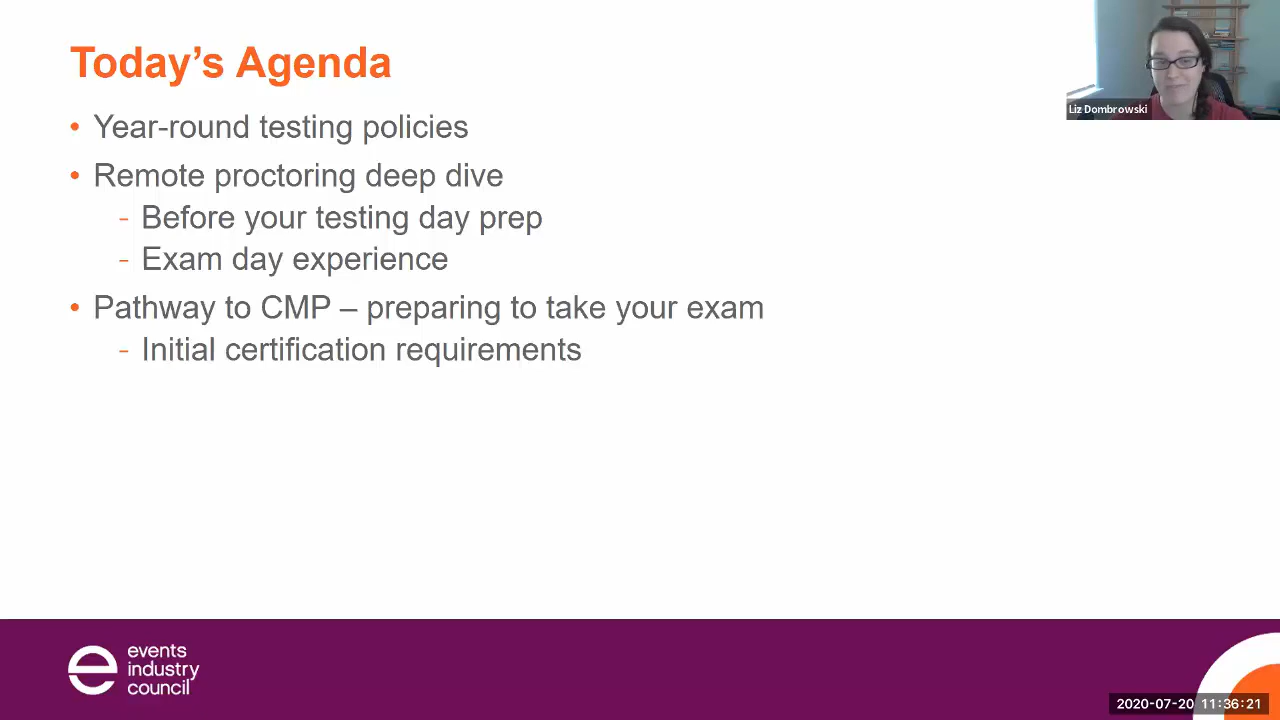 Today's Agenda
Liz Dombrowski
• Year-round testing policies
• Remote proctoring deep dive
- Before your testing day prep
- Exam day experience
• Pathway to CMP – preparing to take your exam
- Initial certification requirements
events
industry
council
2020-07-20 11:36:21